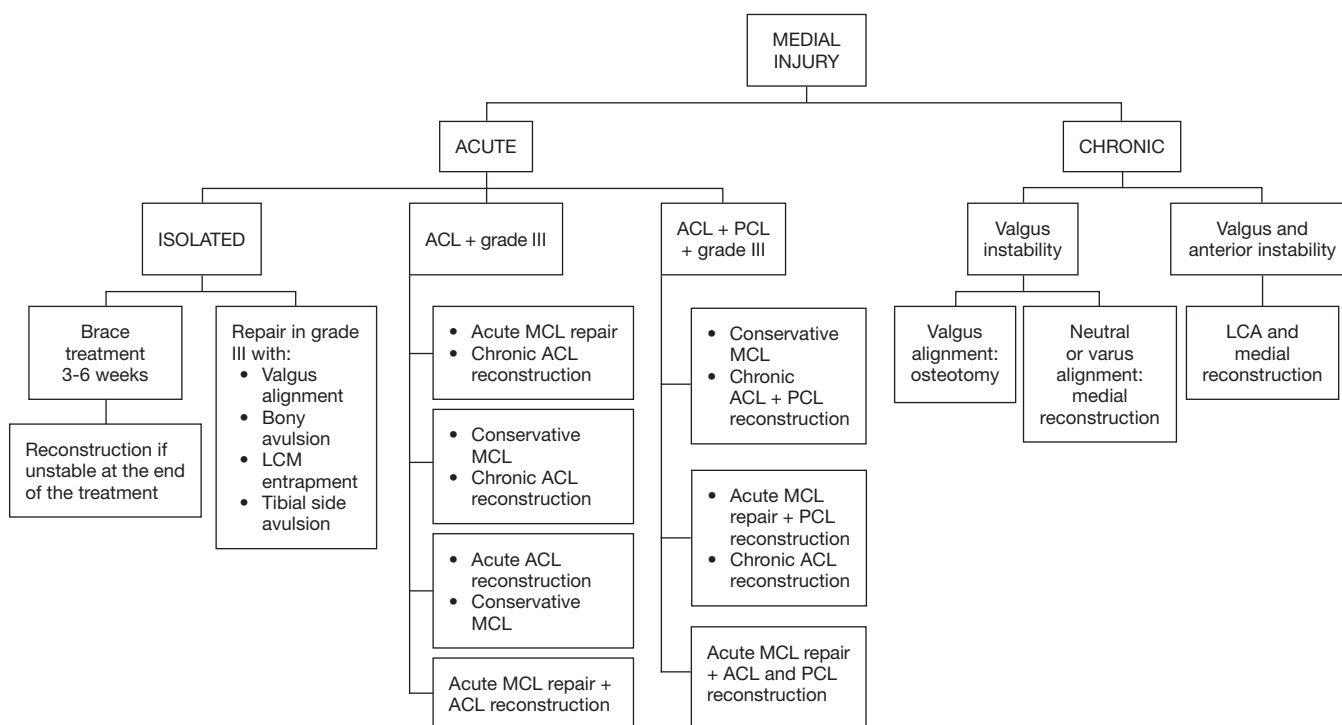 MEDIAL
INJURY
ACUTE
CHRONIC
ISOLATED
ACL + grade III
ACL + PCL
+ grade III
Valgus
instability
Valgus and
anterior instability
Brace
treatment
3-6 weeks
Repair in grade
III with:
• Valgus
alignment
• Bony
avulsion
• LCM
entrapment
• Tibial side
avulsion
Reconstruction if
unstable at the end
of the treatment
• Acute MCL repair
• Chronic ACL
reconstruction
• Conservative
MCL
• Chronic ACL
reconstruction
• Acute ACL
reconstruction
• Conservative
MCL
Acute MCL repair +
ACL reconstruction
• Conservative
MCL
• Chronic
ACL + PCL
reconstruction
• Acute MCL
repair + PCL
reconstruction
• Chronic ACL
reconstruction
Acute MCL repair
+ ACL and PCL
reconstruction
Valgus
alignment:
osteotomy
Neutral
or varus
alignment:
medial
reconstruction
LCA and
medial
reconstruction